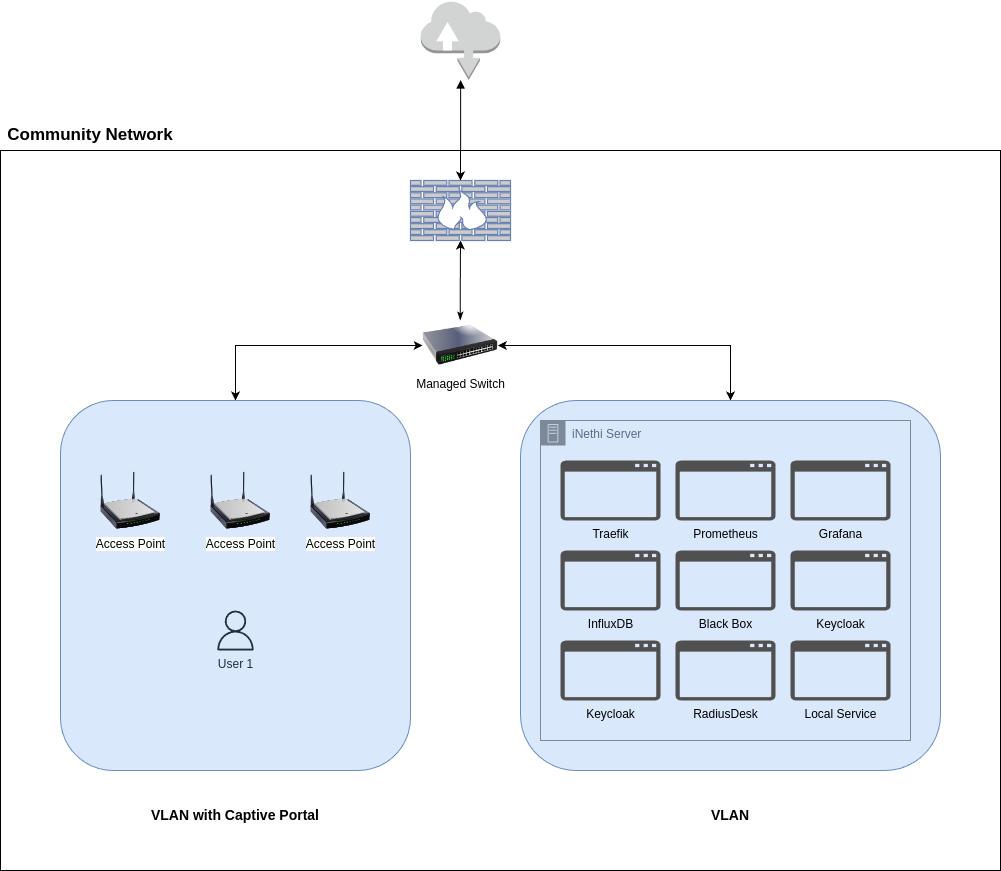 Community Network
Managed Switch
iNethi Server
Access Point
Access Point
Access Point
User 1
Traefik
Prometheus
Grafana
InfluxDB
Black Box
Keycloak
Keycloak
RadiusDesk
Local Service
VLAN with Captive Portal
VLAN